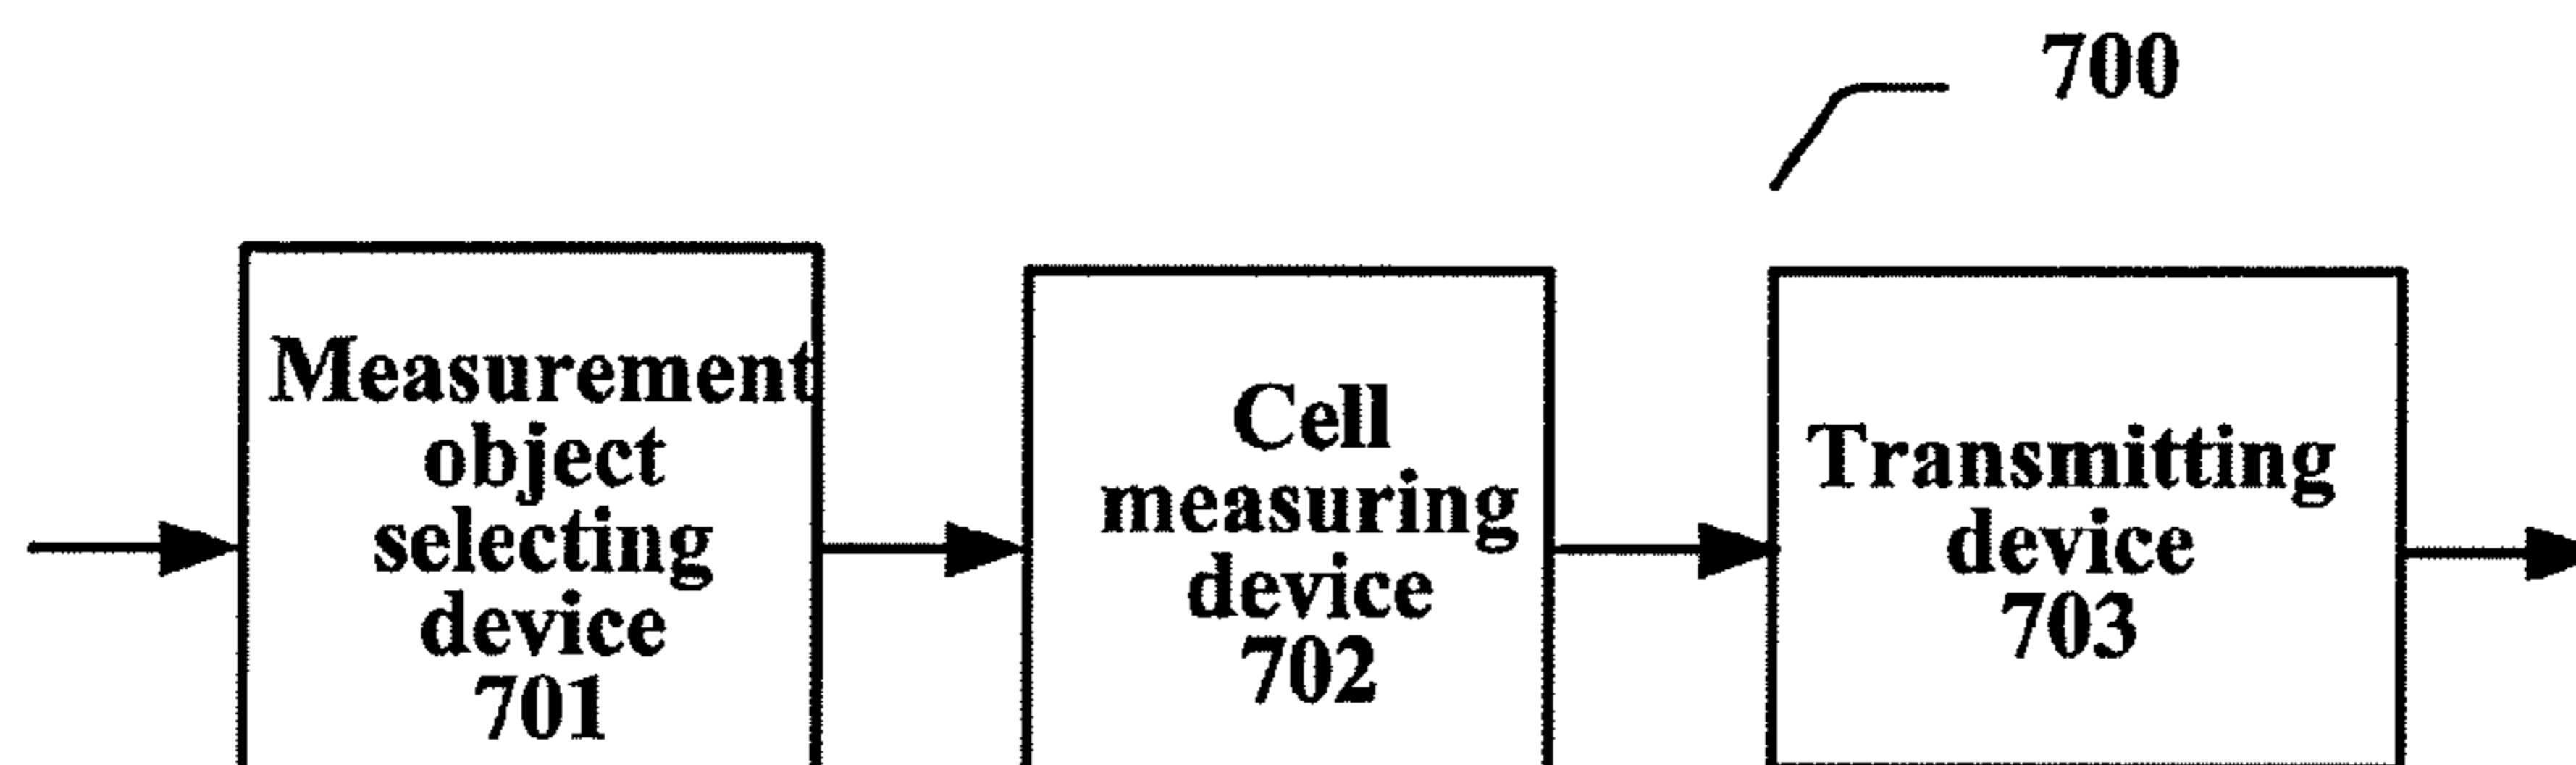 700
Measurement
object
selecting
device
701
Cell
measuring
device
702
Transmitting
device
703